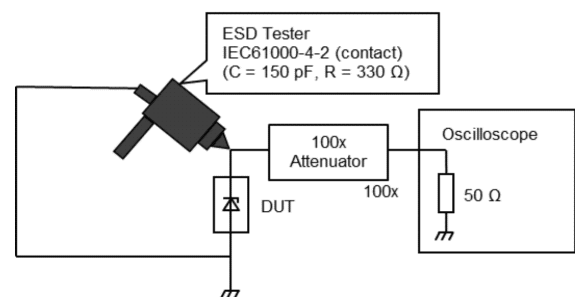 ESD Tester
IEC61000-4-2 (contact)
(C = 150 pF, R = 330 Ω)
100x
Attenuator
100x
Oscilloscope
50 Ω
DUT